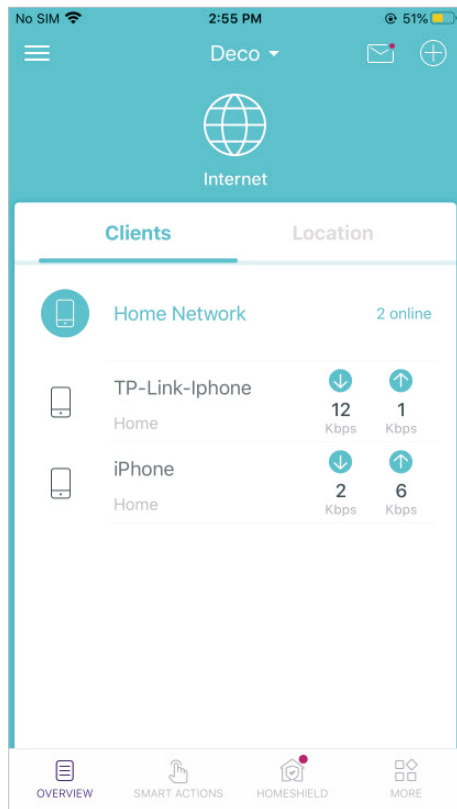 No SIM 2:55 PM 51%
Deco
Internet
Clients Location
Home Network 2 online
TP-Link-Iphone
Home
12 1
Kbps Kbps
iPhone
Home
2 6
Kbps Kbps
OVERVIEW SMART ACTIONS HOMESHIELD MORE